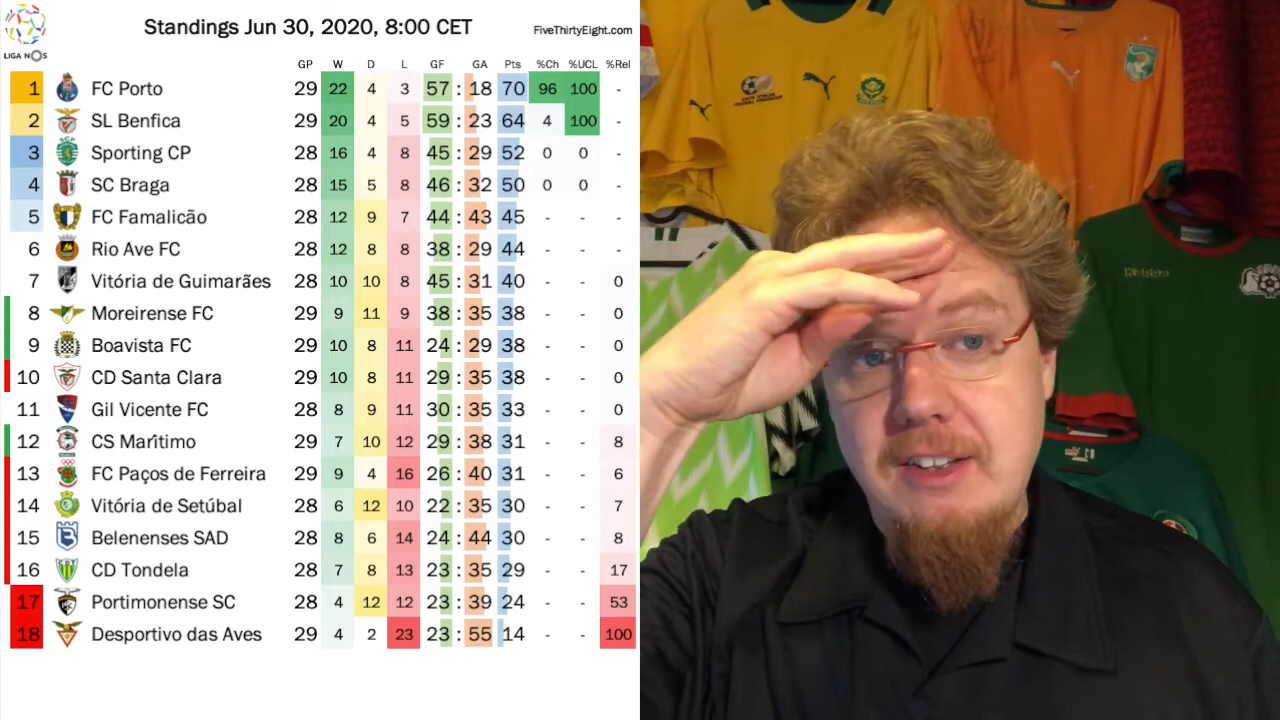 Standings Jun 30, 2020, 8:00 CET
FiveThirtyEight.com
LIGA NOS
GP W D L GF GA Pts %Ch %UCL %Rel
1 FC Porto 29 22 4 3 57 : 18 70 96 100 -
2 SL Benfica 29 20 4 5 59 : 23 64 4 100 -
3 Sporting CP 28 16 4 8 45 : 29 52 0 0 -
4 SC Braga 28 15 5 8 46 : 32 50 0 0 -
5 FC Famalicão 28 12 9 7 44 : 43 45 - - -
6 Rio Ave FC 28 12 8 8 38 : 29 44 - - -
7 Vitória de Guimarães 28 10 10 8 45 : 31 40 - - 0
8 Moreirense FC 29 9 11 9 38 : 35 38 - - 0
9 Boavista FC 29 10 8 11 24 : 29 38 - - 0
10 CD Santa Clara 29 10 8 11 29 : 35 38 - - 0
11 Gil Vicente FC 28 8 9 11 30 : 35 33 - - 0
12 CS Marítimo 29 7 10 12 29 : 38 31 - - 8
13 FC Paços de Ferreira 29 9 4 16 26 : 40 31 - - 6
14 Vitória de Setúbal 28 6 12 10 22 : 35 30 - - 7
15 Belenenses SAD 28 8 6 14 24 : 44 30 - - 8
16 CD Tondela 28 7 8 13 23 : 35 29 - - 17
17 Portimonense SC 28 4 12 12 23 : 39 24 - - 53
18 Desportivo das Aves 29 4 2 23 23 : 55 14 - - 100